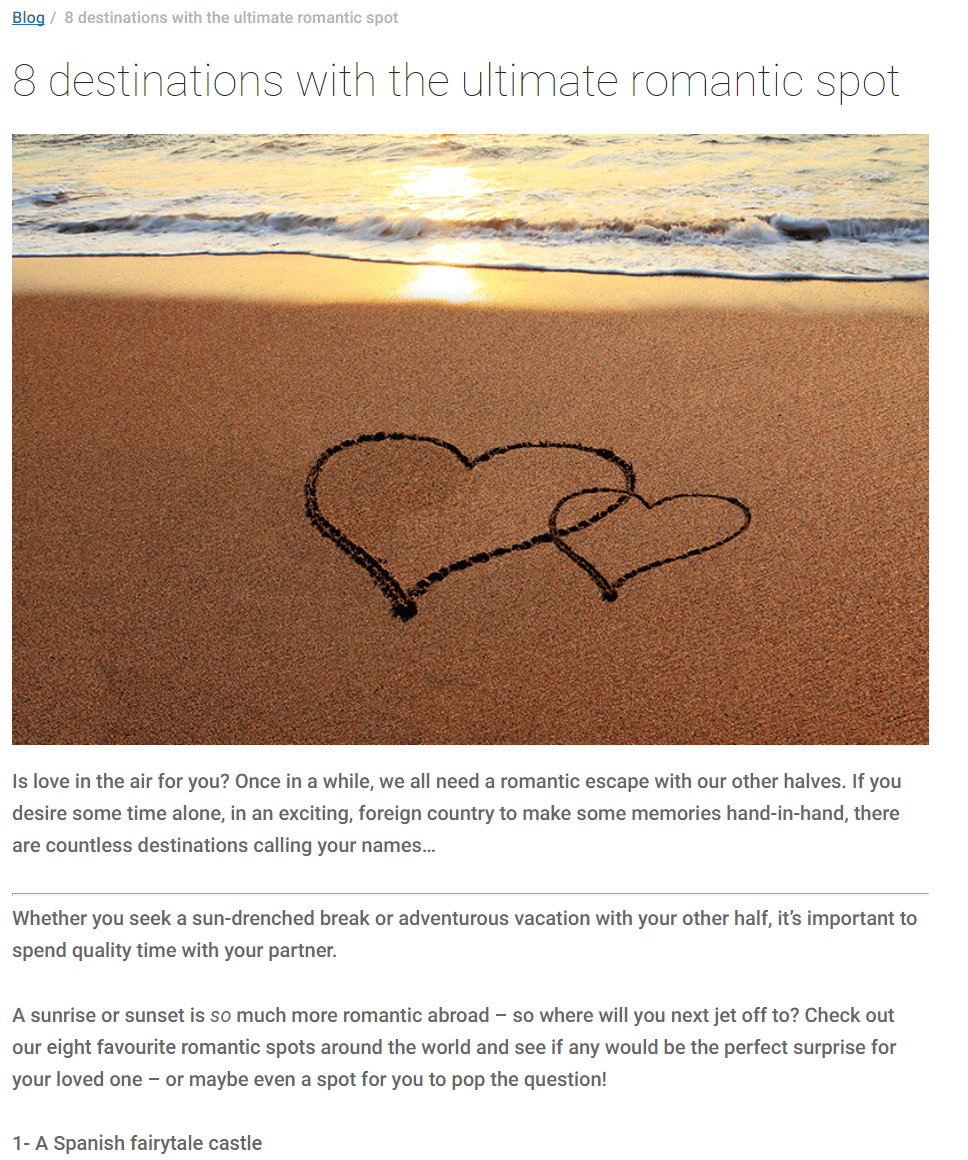 Blog / 8 destinations with the ultimate romantic spot
8 destinations with the ultimate romantic spot
Is love in the air for you? Once in a while, we all need a romantic escape with our other halves. If you
desire some time alone, in an exciting, foreign country to make some memories hand-in-hand, there
are countless destinations calling your names…
Whether you seek a sun-drenched break or adventurous vacation with your other half, it’s important to
spend quality time with your partner.
A sunrise or sunset is so much more romantic abroad – so where will you next jet off to? Check out
our eight favourite romantic spots around the world and see if any would be the perfect surprise for
your loved one – or maybe even a spot for you to pop the question!
1- A Spanish fairytale castle